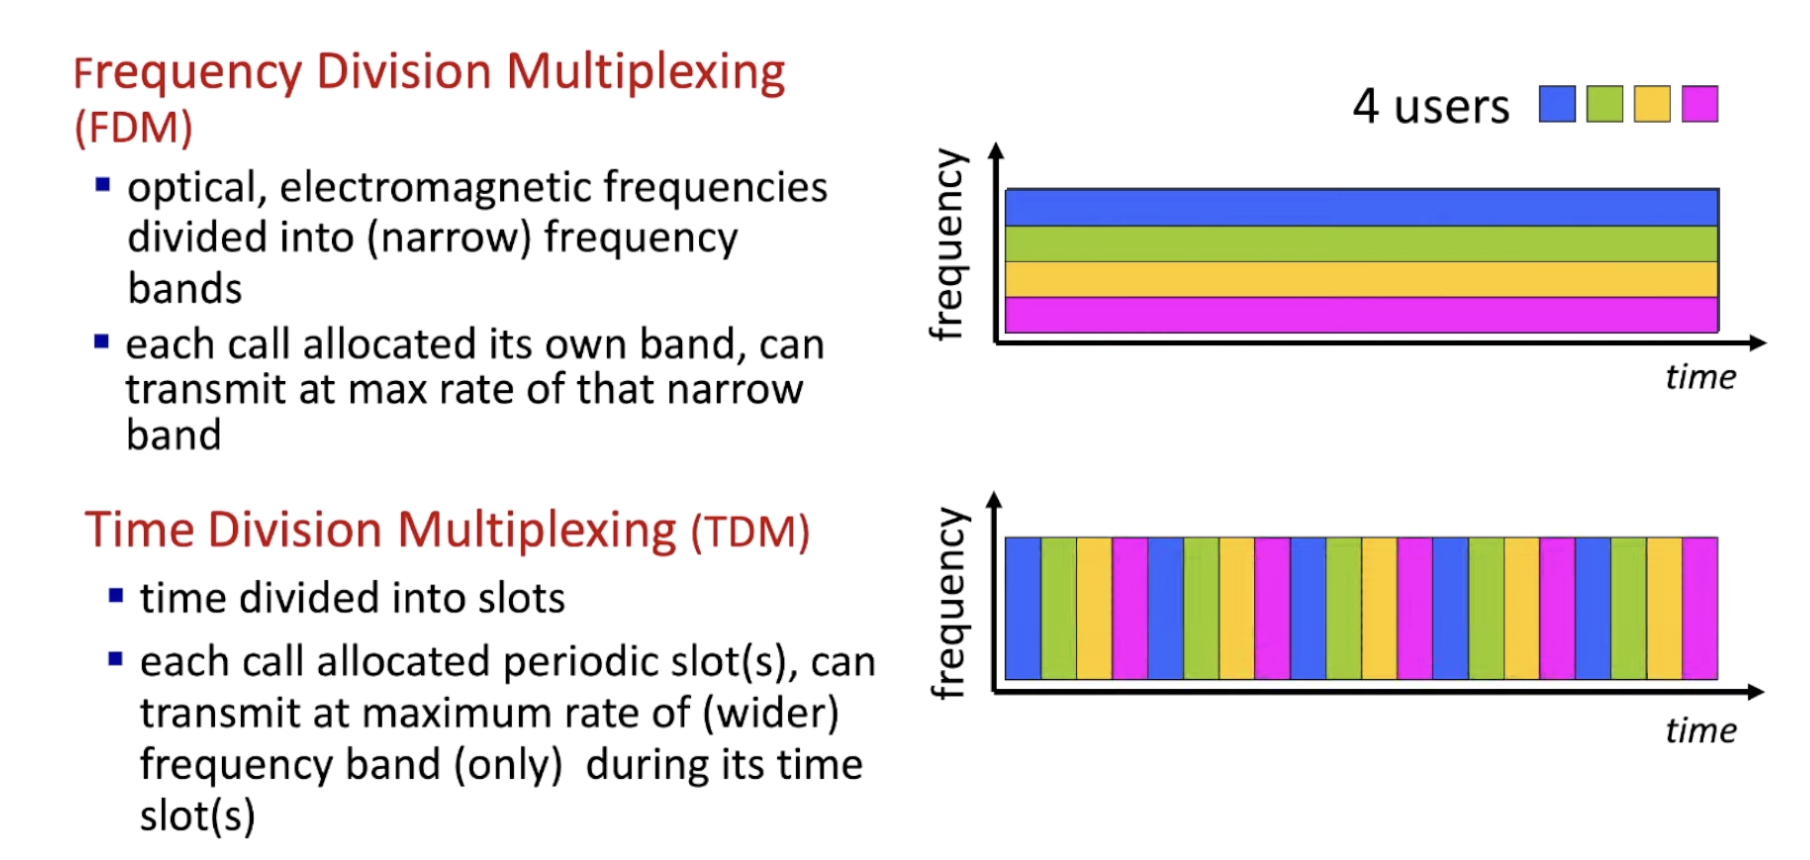 Frequency Division Multiplexing
(FDM)
▪ optical, electromagnetic frequencies
divided into (narrow) frequency
bands
▪ each call allocated its own band, can
transmit at max rate of that narrow
band
4 users
frequency
time
Time Division Multiplexing (TDM)
▪ time divided into slots
▪ each call allocated periodic slot(s), can
transmit at maximum rate of (wider)
frequency band (only) during its time
slot(s)
frequency
time